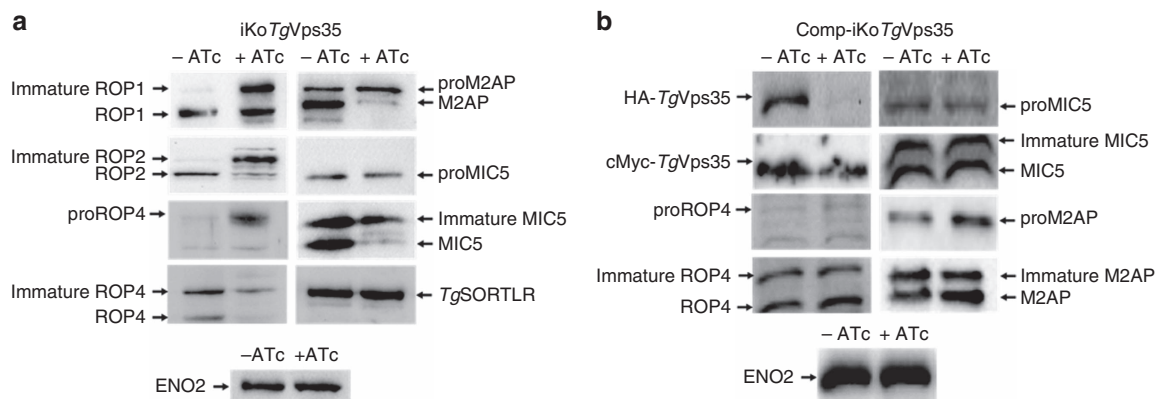 a
iKoTgVps35
– ATc + ATc – ATc + ATc
Immature ROP1
ROP1
proM2AP
M2AP
Immature ROP2
ROP2
proMIC5
proROP4
Immature MIC5
MIC5
Immature ROP4
ROP4
TgSORTLR
–ATc +ATc
ENO2
b
Comp-iKoTgVps35
– ATc + ATc – ATc + ATc
HA-TgVps35
proMIC5
cMyc-TgVps35
Immature MIC5
MIC5
proROP4
proM2AP
Immature ROP4
ROP4
Immature M2AP
M2AP
– ATc + ATc
ENO2